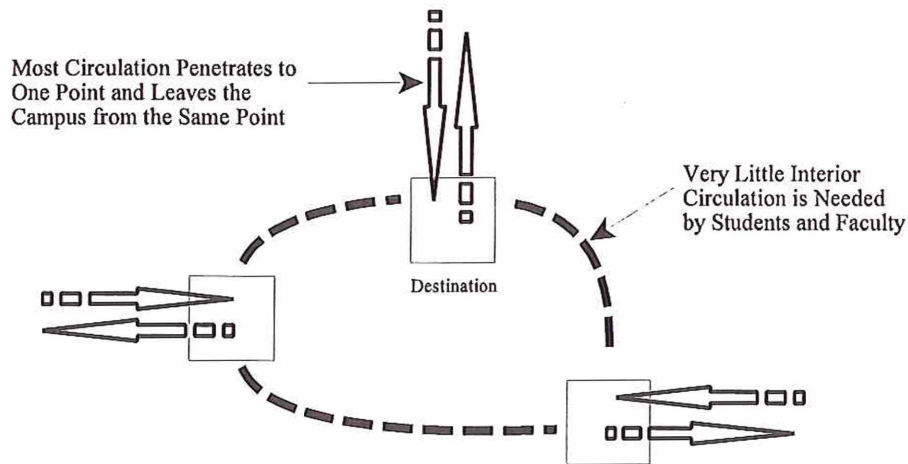 Most Circulation Penetrates to
One Point and Leaves the
Campus from the Same Point
Very Little Interior
Circulation is Needed
by Students and Faculty
Destination